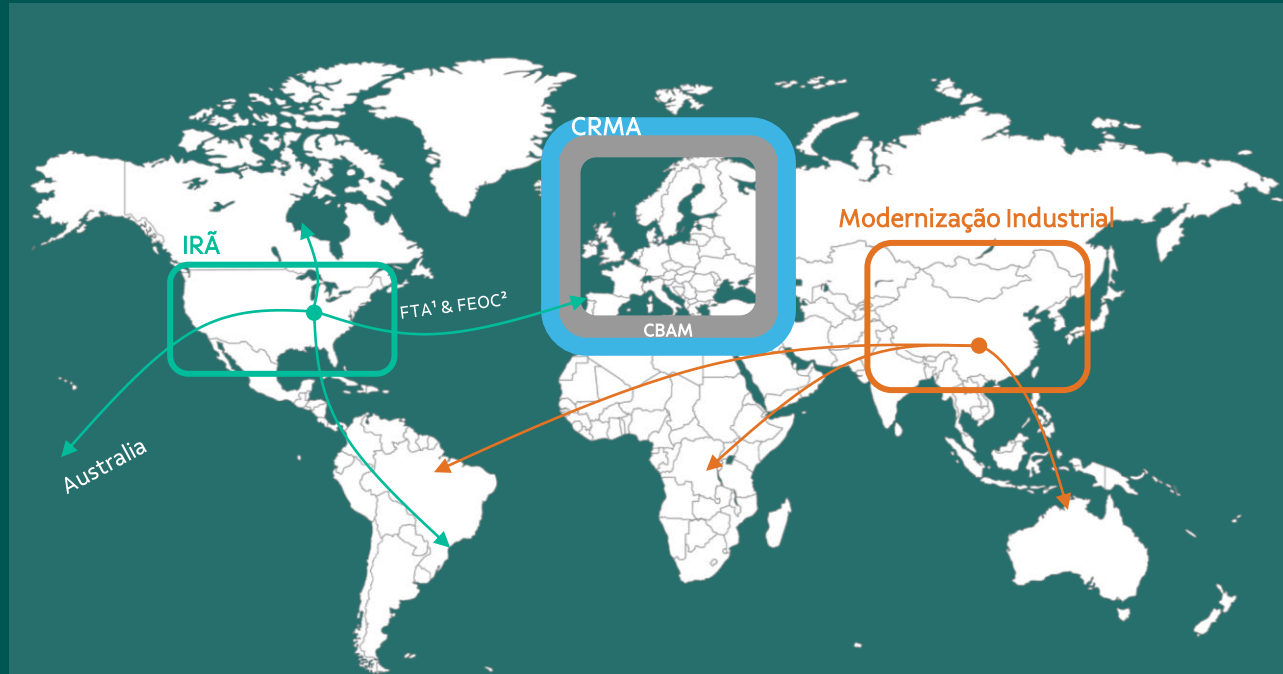 CRMA
Modernização Industrial
IRÃ
FTA¹ & FEOC²
CBAM
Australia